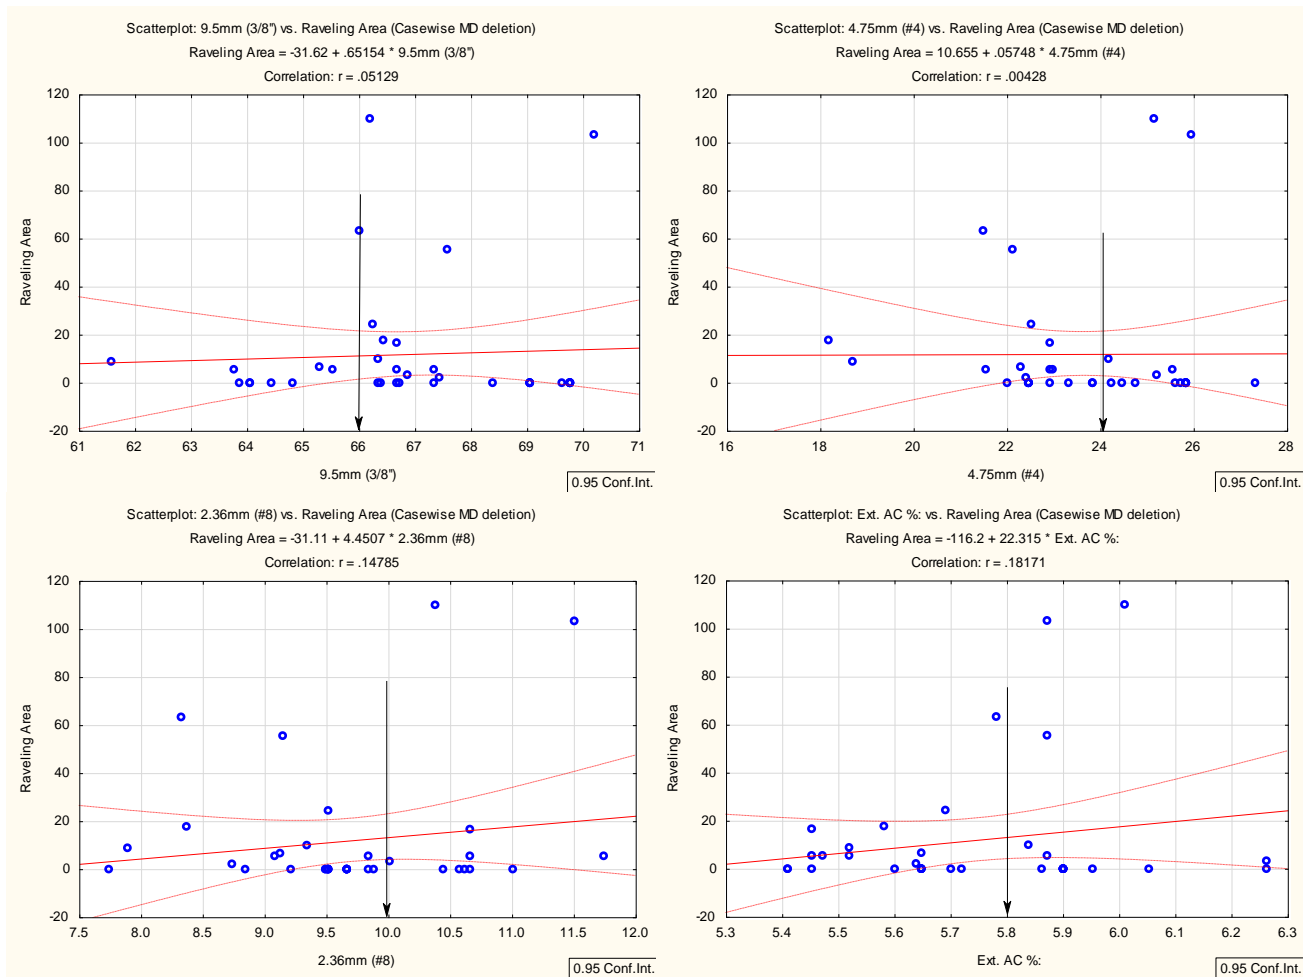 Scatterplot: 9.5mm (3/8") vs. Raveling Area (Casewise MD deletion)
Raveling Area = -31.62 + .65154 * 9.5mm (3/8")
Correlation: r = .05129
120
100
80
60
40
20
0
-20
Raveling Area
61 62 63 64 65 66 67 68 69 70 71
9.5mm (3/8")
0.95 Conf.Int.
Scatterplot: 4.75mm (#4) vs. Raveling Area (Casewise MD deletion)
Raveling Area = 10.655 + .05748 * 4.75mm (#4)
Correlation: r = .00428
120
100
80
60
40
20
0
-20
Raveling Area
16 18 20 22 24 26 28
4.75mm (#4)
0.95 Conf.Int.
Scatterplot: 2.36mm (#8) vs. Raveling Area (Casewise MD deletion)
Raveling Area = -31.11 + 4.4507 * 2.36mm (#8)
Correlation: r = .14785
120
100
80
60
40
20
0
-20
Raveling Area
7.5 8.0 8.5 9.0 9.5 10.0 10.5 11.0 11.5 12.0
2.36mm (#8)
0.95 Conf.Int.
Scatterplot: Ext. AC %: vs. Raveling Area (Casewise MD deletion)
Raveling Area = -116.2 + 22.315 * Ext. AC %:
Correlation: r = .18171
120
100
80
60
40
20
0
-20
Raveling Area
5.3 5.4 5.5 5.6 5.7 5.8 5.9 6.0 6.1 6.2 6.3
Ext. AC %:
0.95 Conf.Int.